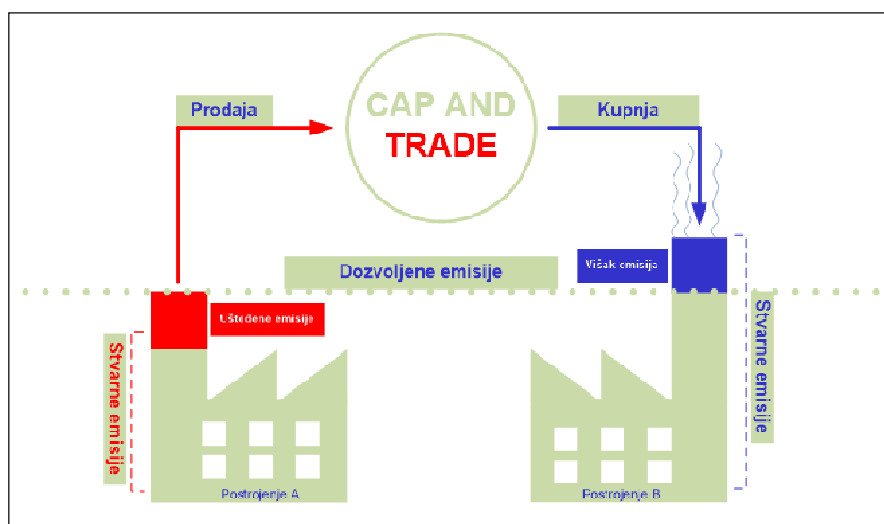 Prodaja
CAP AND
TRADE
Kupnja
Dozvoljene emisije
Višak emisija
Ušteđene emisije
Stvarne emisije
Stvarne emisije
Postrojenje A
Postrojenje B